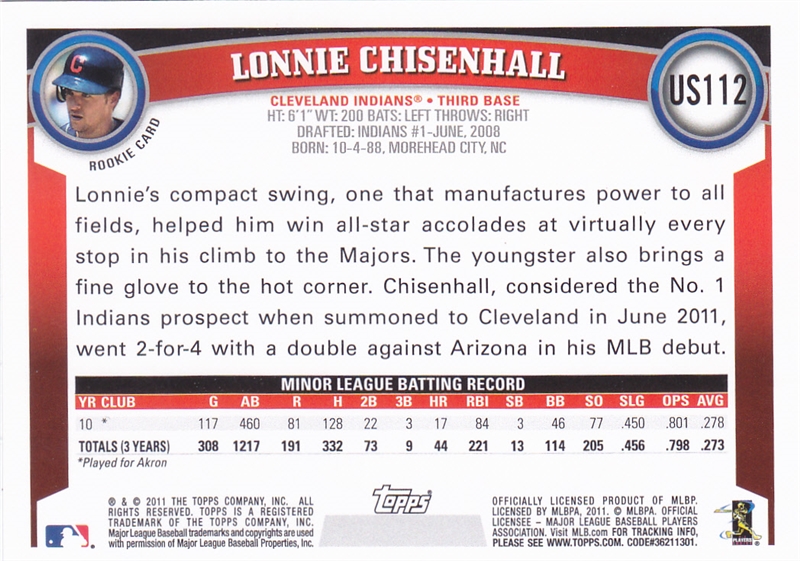 LONNIE CHISENHALL
US112
C
ROOKIE CARD
CLEVELAND INDIANS® • THIRD BASE
HT: 6'1" WT: 200 BATS: LEFT THROWS: RIGHT
DRAFTED: INDIANS #1-JUNE, 2008
BORN: 10-4-88, MOREHEAD CITY, NC
Lonnie's compact swing, one that manufactures power to all
fields, helped him win all-star accolades at virtually every
stop in his climb to the Majors. The youngster also brings a
fine glove to the hot corner. Chisenhall, considered the No. 1
Indians prospect when summoned to Cleveland in June 2011,
went 2-for-4 with a double against Arizona in his MLB debut.
MINOR LEAGUE BATTING RECORD
YR CLUB G AB R H 2B 3B HR RBI SB BB SO SLG OPS AVG
10 * 117 460 81 128 22 3 17 84 3 46 77 .450 .801 .278
TOTALS (3 YEARS) 308 1217 191 332 73 9 44 221 13 114 205 .456 .798 .273
*Played for Akron
® & © 2011 THE TOPPS COMPANY, INC. ALL
RIGHTS RESERVED. TOPPS IS A REGISTERED
TRADEMARK OF THE TOPPS COMPANY, INC.
Major League Baseball trademarks and copyrights are used
with permission of Major League Baseball Properties, Inc.
Topps
OFFICIALLY LICENSED PRODUCT OF MLBP.
LICENSED BY MLBPA, 2011. © MLBPA. OFFICIAL
LICENSEE – MAJOR LEAGUE BASEBALL PLAYERS
ASSOCIATION. Visit MLB.com FOR TRACKING INFO,
PLEASE SEE WWW.TOPPS.COM. CODE#36211301.
PLAYERS